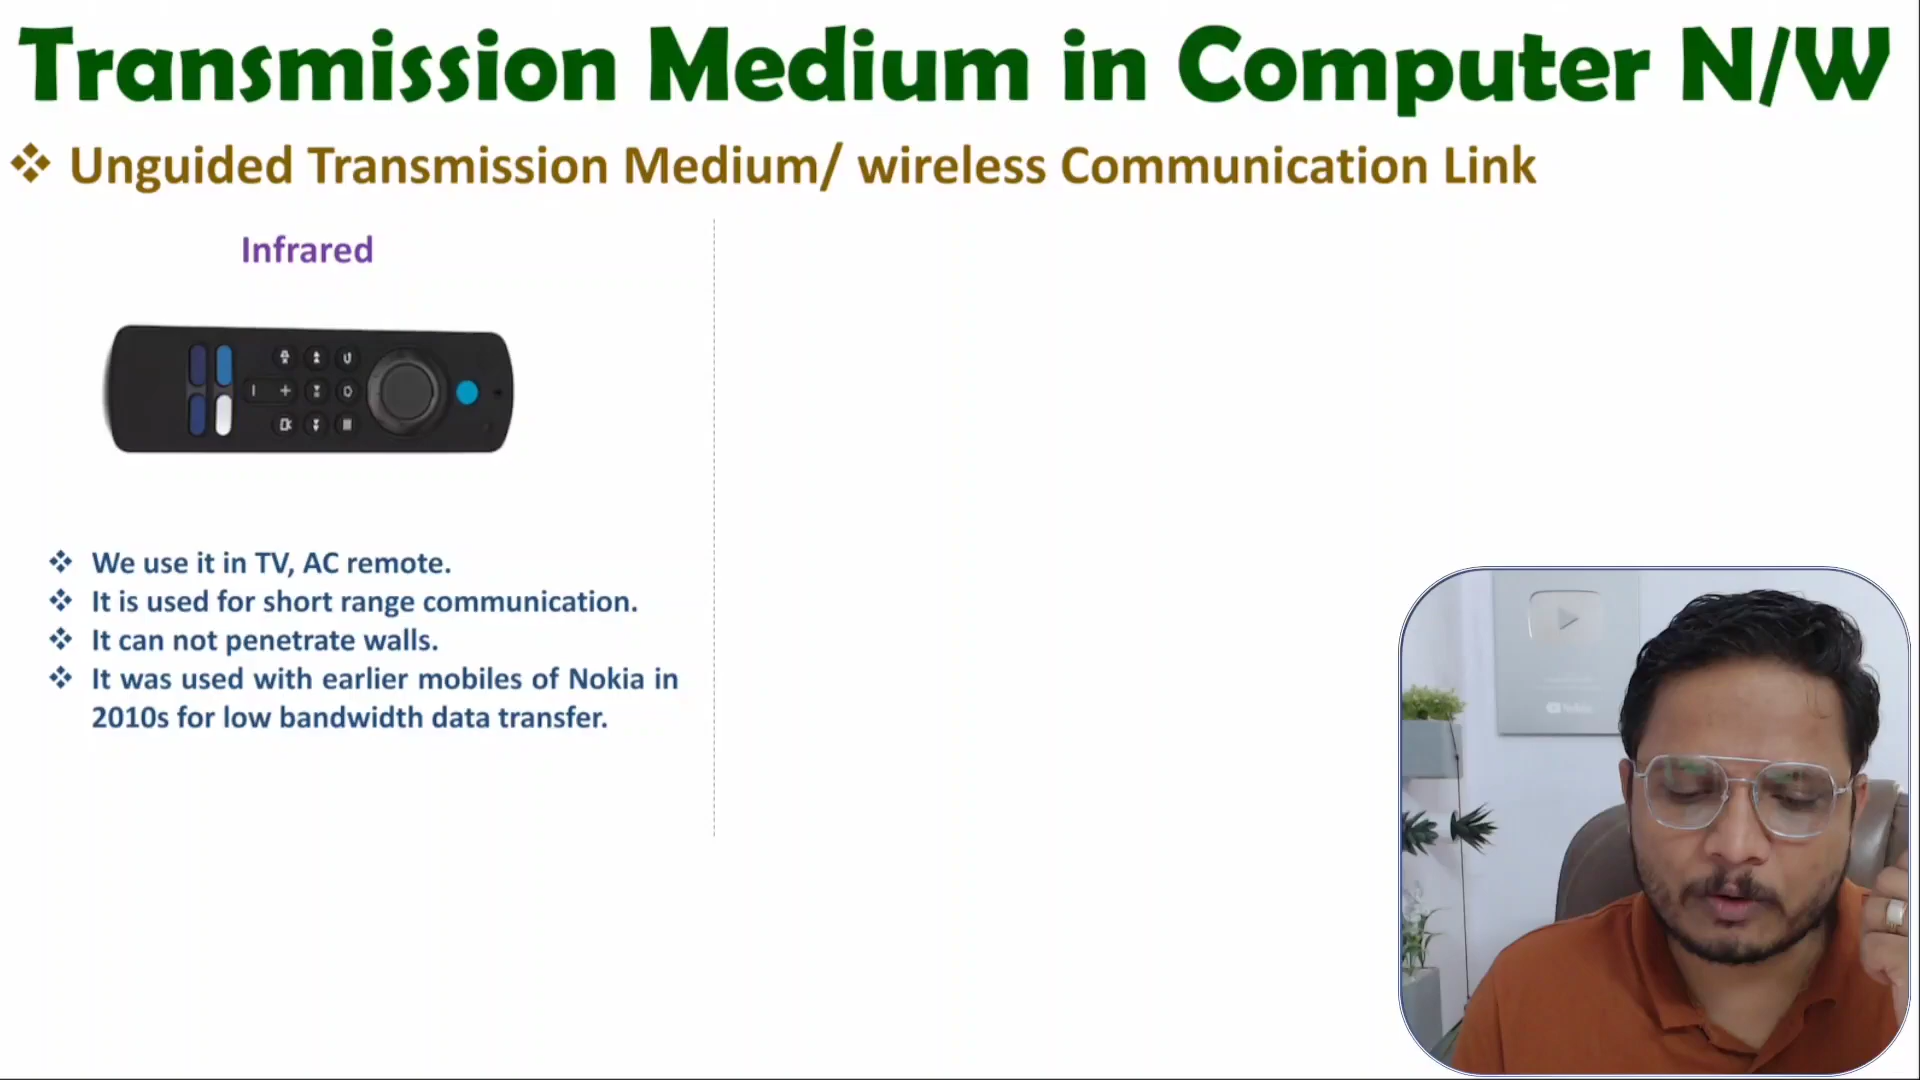 Transmission Medium in Computer N/W
❖ Unguided Transmission Medium/ wireless Communication Link
Infrared
❖ We use it in TV, AC remote.
❖ It is used for short range communication.
❖ It can not penetrate walls.
❖ It was used with earlier mobiles of Nokia in
2010s for low bandwidth data transfer.